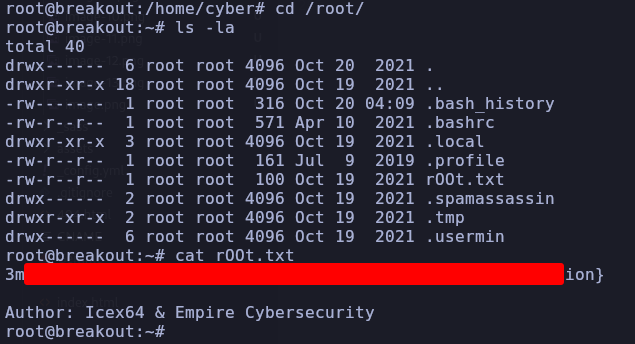 root@breakout:/home/cyber# cd /root/
root@breakout:~# ls -la
total 40
drwx------  6 root root 4096 Oct 20  2021 .
drwxr-xr-x 18 root root 4096 Oct 19  2021 ..
-rw-------  1 root root  316 Oct 20 04:09 .bash_history
-rw-r--r--  1 root root  571 Apr 10  2021 .bashrc
drwxr-xr-x  3 root root 4096 Oct 19  2021 .local
-rw-r--r--  1 root root  161 Jul  9  2019 .profile
-rw-r--r--  1 root root  100 Oct 19  2021 rOOt.txt
drwx------  2 root root 4096 Oct 19  2021 .spamassassin
drwxr-xr-x  2 root root 4096 Oct 19  2021 .tmp
drwx------  6 root root 4096 Oct 19  2021 .usermin
root@breakout:~# cat rOOt.txt
3m ion}
Author: Icex64 & Empire Cybersecurity
root@breakout:~#